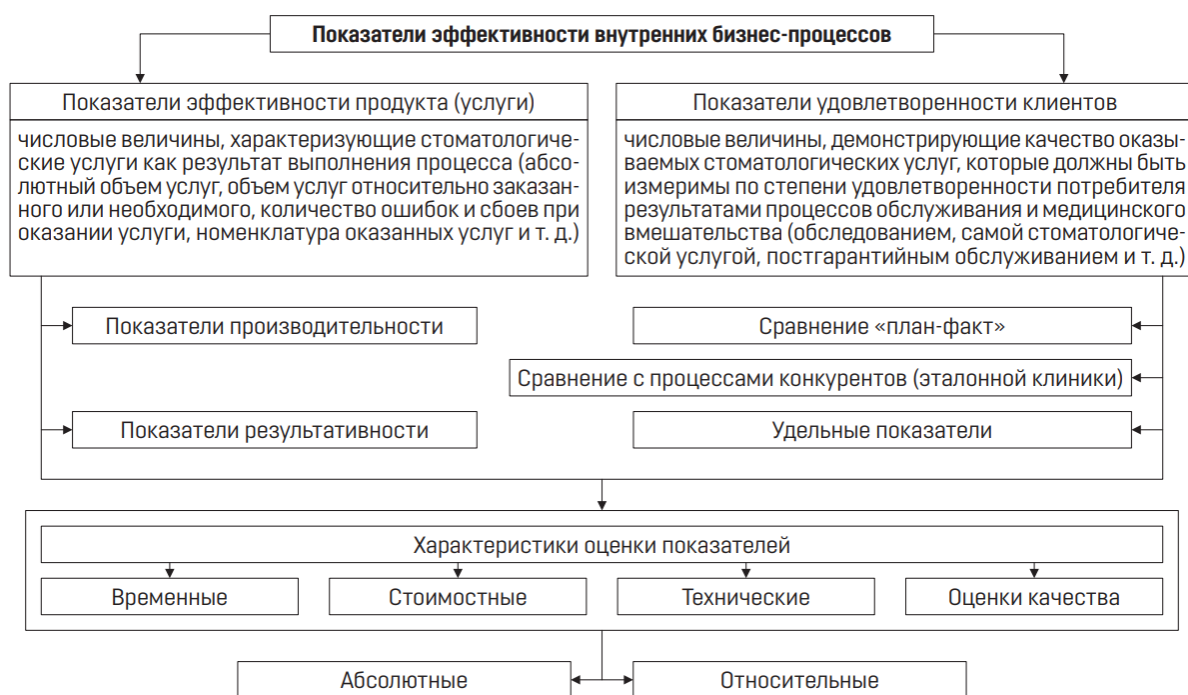 Показатели эффективности внутренних бизнес-процессов
Показатели эффективности продукта (услуги)
числовые величины, характеризующие стоматологиче-
ские услуги как результат выполнения процесса (абсо-
лютный объем услуг, объем услуг относительно заказан-
ного или необходимого, количество ошибок и сбоев при
оказании услуги, номенклатура оказанных услуг и т. д.)
Показатели удовлетворенности клиентов
числовые величины, демонстрирующие качество оказы-
ваемых стоматологических услуг, которые должны быть
измеримы по степени удовлетворенности потребителя
результатами процессов обслуживания и медицинского
вмешательства (обследованием, самой стоматологиче-
ской услугой, постгарантийным обслуживанием и т. д.)
Показатели производительности
Сравнение «план-факт»
Сравнение с процессами конкурентов (эталонной клиники)
Показатели результативности
Удельные показатели
Характеристики оценки показателей
Временные
Стоимостные
Технические
Оценки качества
Абсолютные
Относительные